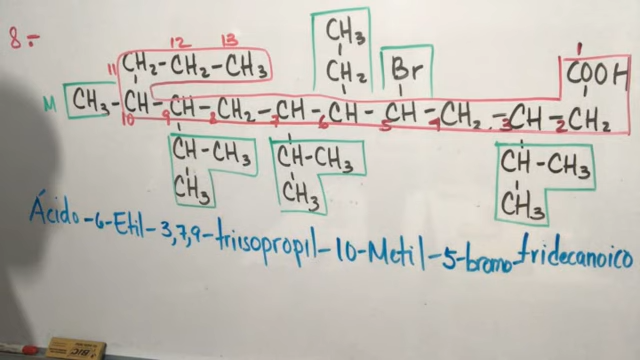 8.-
CH3
12 13
11 CH2-CH2-CH3 CH2 Br 1 COOH
M CH3-CH-CH-CH2-CH-CH-CH-CH2-CH-CH2
10 9 8 7 6 5 4 3 2
CH-CH3 CH-CH3 CH-CH3
CH3 CH3 CH3
Ácido-6-Etil-3,7,9-triisopropil-10-Metil-5-bromo tridecanoico
BIC